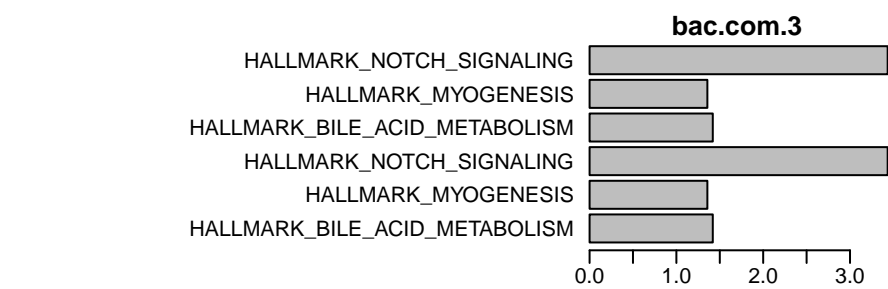 bac.com.3
HALLMARK_NOTCH_SIGNALING
HALLMARK_MYOGENESIS
HALLMARK_BILE_ACID_METABOLISM
HALLMARK_NOTCH_SIGNALING
HALLMARK_MYOGENESIS
HALLMARK_BILE_ACID_METABOLISM
0.0 1.0 2.0 3.0